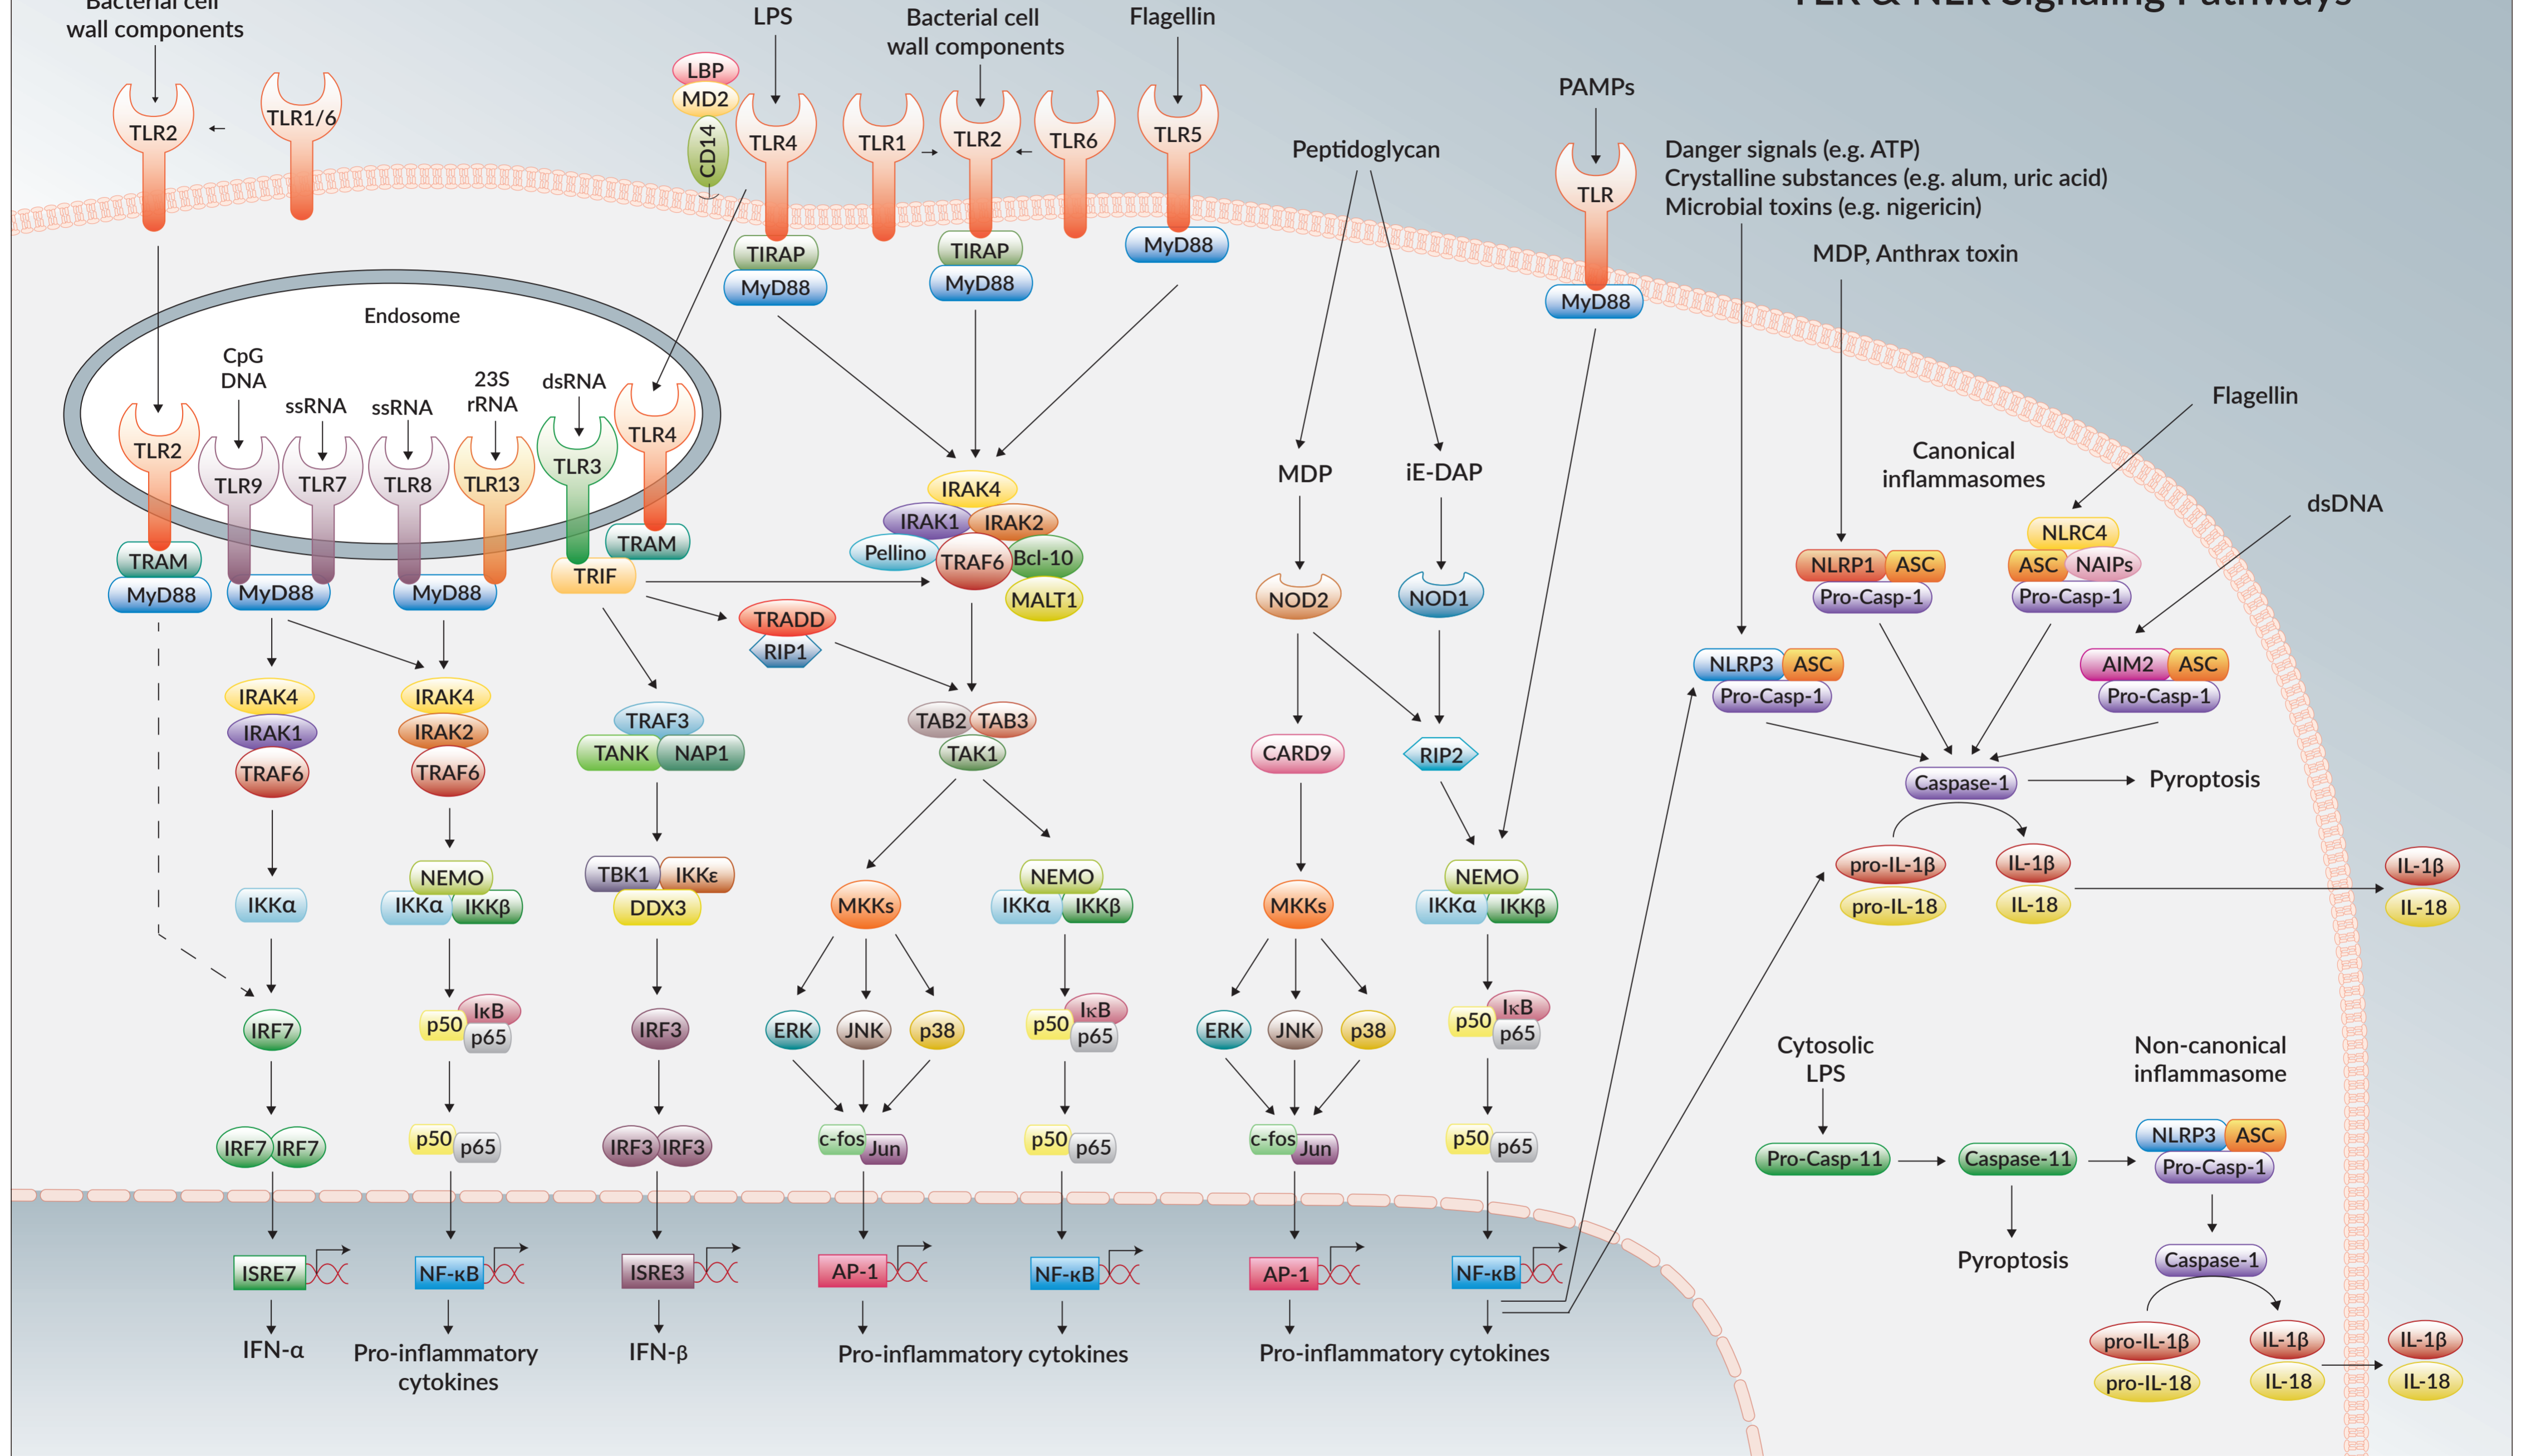 Bacterial cell
wall components
LPS
Bacterial cell
wall components
Flagellin
TLR & NLR Signaling Pathways
TLR2
TLR1/6
LBP
MD2
CD14
TLR4
TLR1
TLR2
TLR6
TLR5
TIRAP
MyD88
TIRAP
MyD88
MyD88
Peptidoglycan
PAMPs
TLR
MyD88
Danger signals (e.g. ATP)
Crystalline substances (e.g. alum, uric acid)
Microbial toxins (e.g. nigericin)
MDP, Anthrax toxin
Endosome
CpG
DNA
ssRNA
ssRNA
23S
rRNA
dsRNA
TLR2
TLR9
TLR7
TLR8
TLR13
TLR3
TLR4
TRAM
MyD88
MyD88
MyD88
TRIF
TRAM
IRAK4
IRAK1
IRAK2
Pellino
TRAF6
Bcl-10
MALT1
TRADD
RIP1
MDP
iE-DAP
NOD2
NOD1
Canonical
inflammasomes
Flagellin
dsDNA
NLRP1
ASC
Pro-Casp-1
NLRC4
ASC
NAIPs
Pro-Casp-1
NLRP3
ASC
Pro-Casp-1
AIM2
ASC
Pro-Casp-1
IRAK4
IRAK1
TRAF6
IRAK4
IRAK2
TRAF6
TRAF3
TANK
NAP1
TAB2
TAB3
TAK1
CARD9
RIP2
Caspase-1
Pyroptosis
pro-IL-1β
pro-IL-18
IL-1β
IL-18
IL-1β
IL-18
IKKα
NEMO
IKKα
IKKβ
TBK1
IKKε
DDX3
MKKs
NEMO
IKKα
IKKβ
MKKs
NEMO
IKKα
IKKβ
IRF7
p50
IκB
p65
IRF3
ERK
JNK
p38
p50
IκB
p65
ERK
JNK
p38
p50
IκB
p65
Cytosolic
LPS
Non-canonical
inflammasome
IRF7
IRF7
p50
p65
IRF3
IRF3
c-fos
Jun
p50
p65
c-fos
Jun
p50
p65
Pro-Casp-11
Caspase-11
NLRP3
ASC
Pro-Casp-1
Pyroptosis
Caspase-1
ISRE7
NF-κB
ISRE3
AP-1
NF-κB
AP-1
NF-κB
IFN-α
Pro-inflammatory
cytokines
IFN-β
Pro-inflammatory cytokines
Pro-inflammatory cytokines
pro-IL-1β
pro-IL-18
IL-1β
IL-18
IL-1β
IL-18